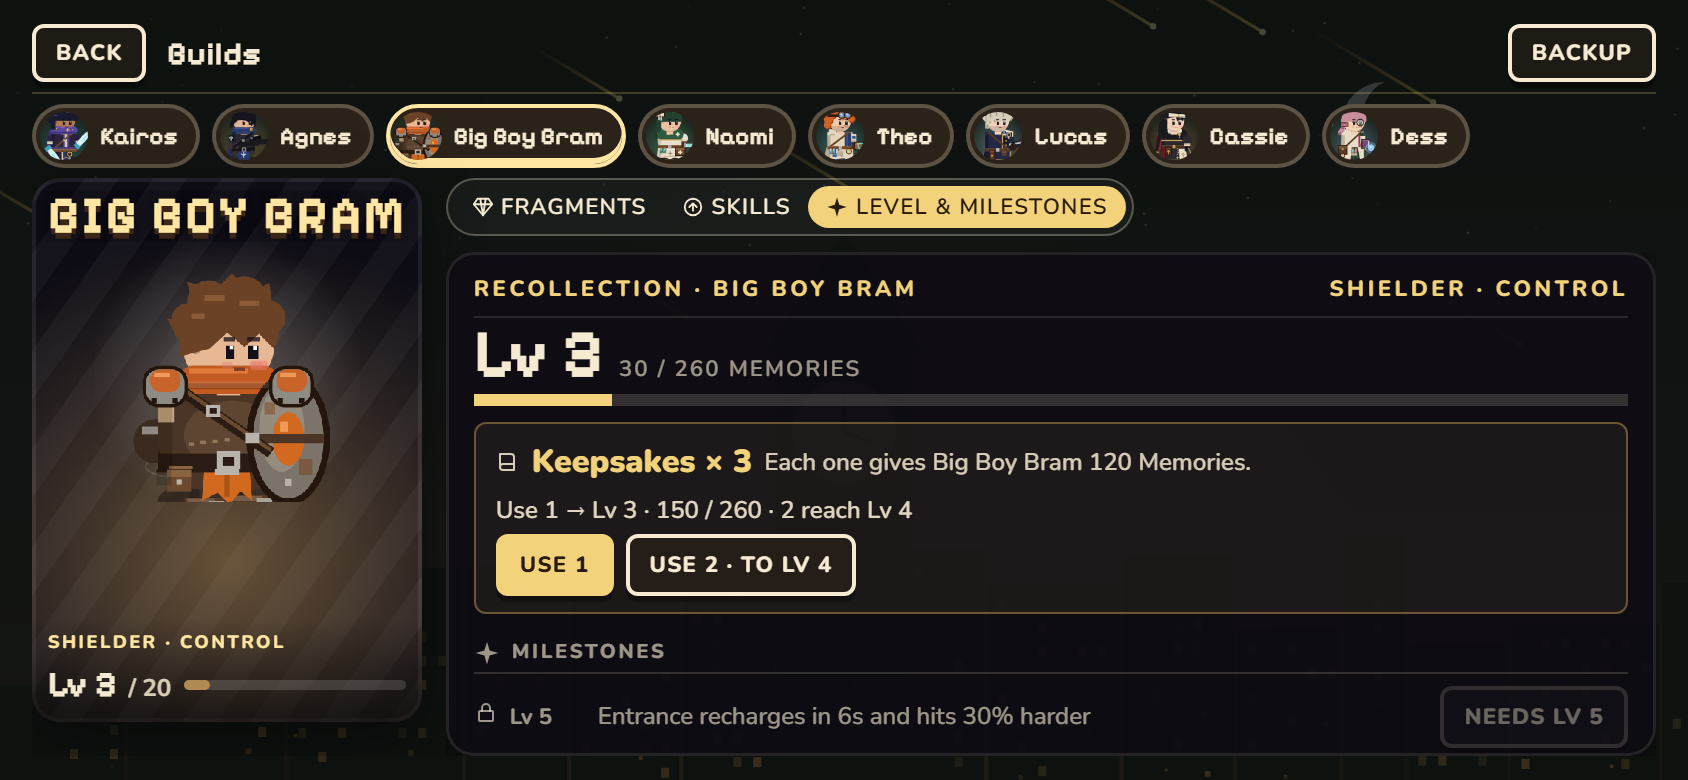 BACK
Builds
BACKUP
Kairos
Agnes
Big Boy Bram
Naomi
Theo
Lucas
Cassie
Dess
BIG BOY BRAM
SHIELDER · CONTROL
Lv 3 / 20
FRAGMENTS
SKILLS
LEVEL & MILESTONES
RECOLLECTION · BIG BOY BRAM
SHIELDER · CONTROL
Lv 3 30 / 260 MEMORIES
Keepsakes × 3 Each one gives Big Boy Bram 120 Memories.
Use 1 → Lv 3 · 150 / 260 · 2 reach Lv 4
USE 1
USE 2 · TO LV 4
MILESTONES
Lv 5 Entrance recharges in 6s and hits 30% harder
NEEDS LV 5